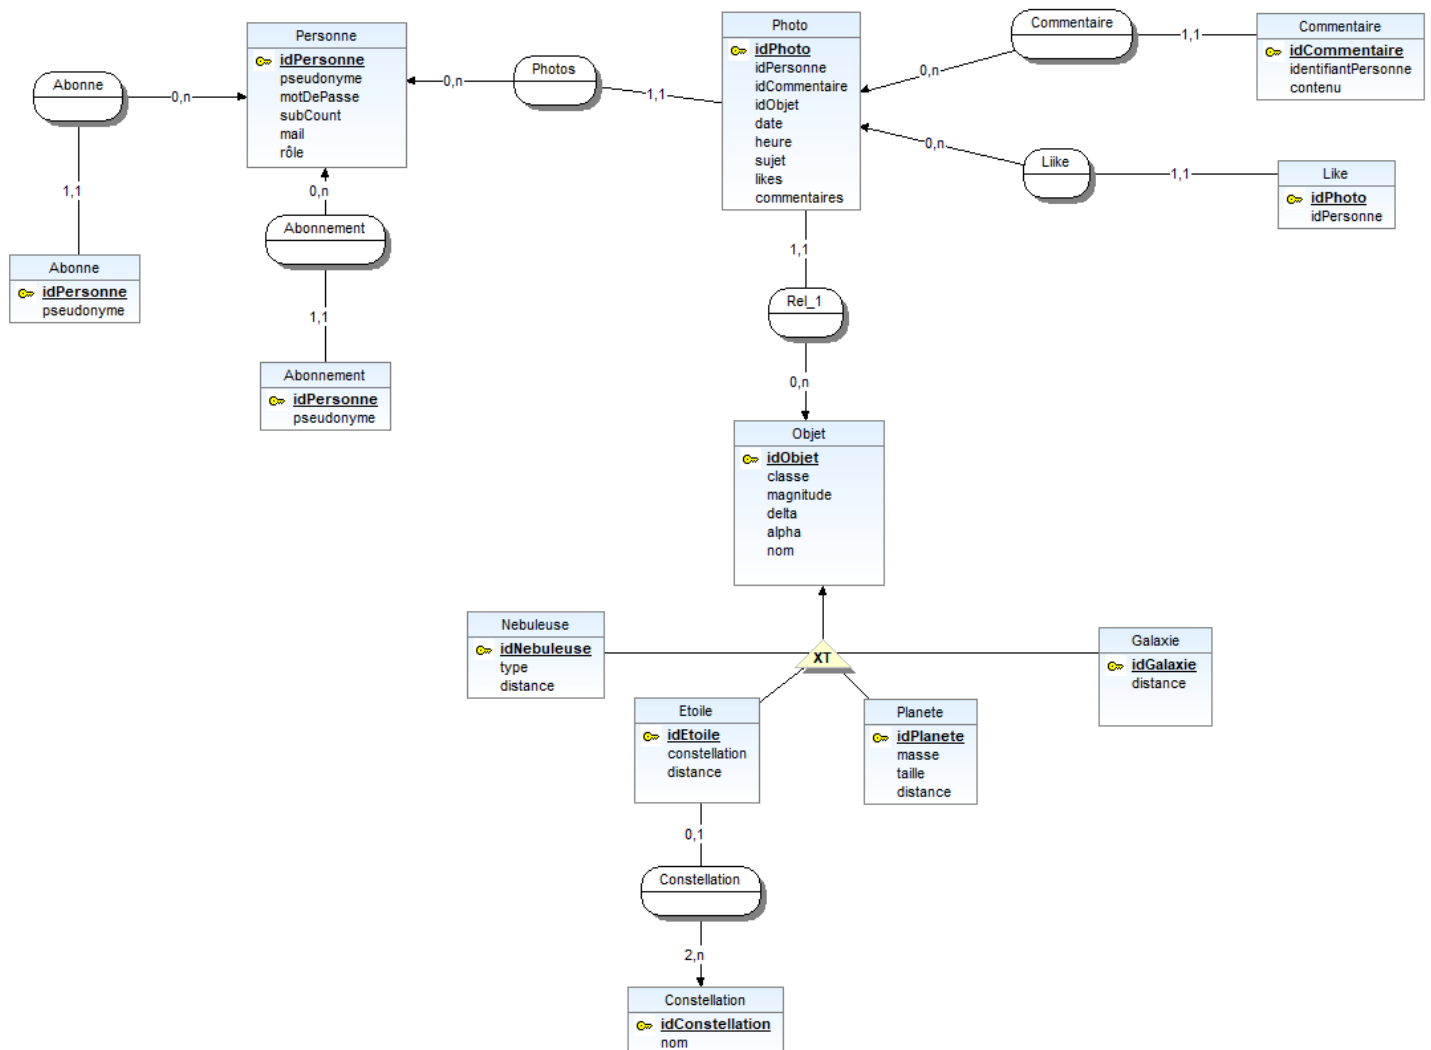 Personne
idPersonne
pseudonyme
motDePasse
subCount
mail
rôle
Abonne
0,n
1,1
Abonne
idPersonne
pseudonyme
0,n
Abonnement
1,1
Abonnement
idPersonne
pseudonyme
0,n
Photos
1,1
Photo
idPhoto
idPersonne
idCommentaire
idObjet
date
heure
sujet
likes
commentaires
0,n
Commentaire
1,1
Commentaire
idCommentaire
identifiantPersonne
contenu
0,n
Liike
1,1
Like
idPhoto
idPersonne
1,1
Rel_1
0,n
Objet
idObjet
classe
magnitude
delta
alpha
nom
XT
Nebuleuse
idNebuleuse
type
distance
Etoile
idEtoile
constellation
distance
Planete
idPlanete
masse
taille
distance
Galaxie
idGalaxie
distance
0,1
Constellation
2,n
Constellation
idConstellation
nom